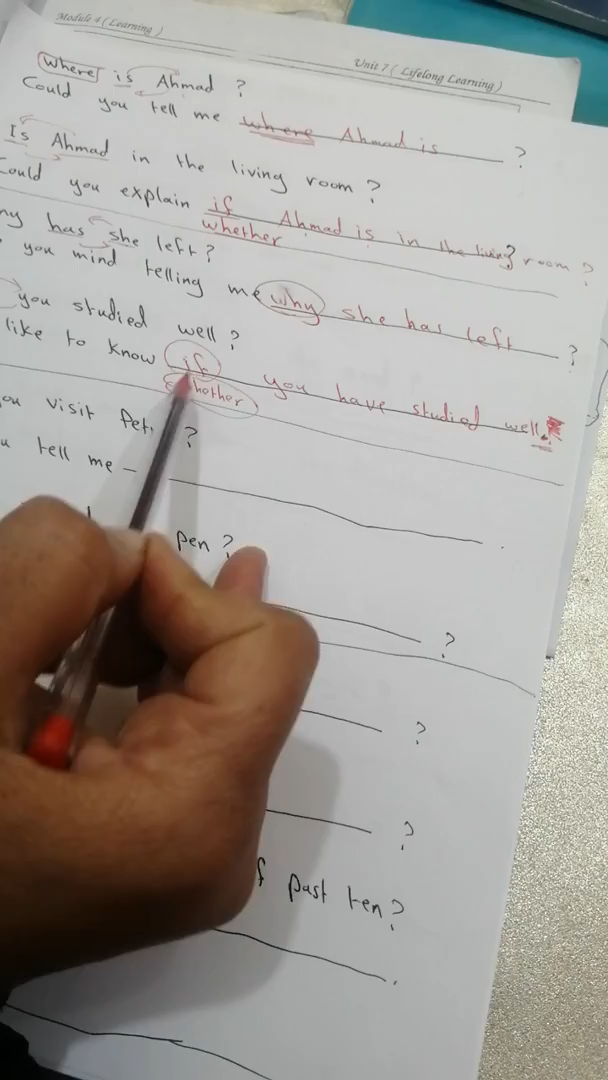 Module 4 ( Learning )
Unit 7 ( Lifelong Learning )
Where is Ahmad ?
Could you tell me where Ahmad is ?
Is Ahmad in the living room ?
Could you explain if Ahmad is in the living room ?
whether
has she left ?
you mind telling me why she has left ?
you studied well ?
like to know if you have studied well.
whether
visit ?
tell me
pen ?
?
?
?
past ten ?